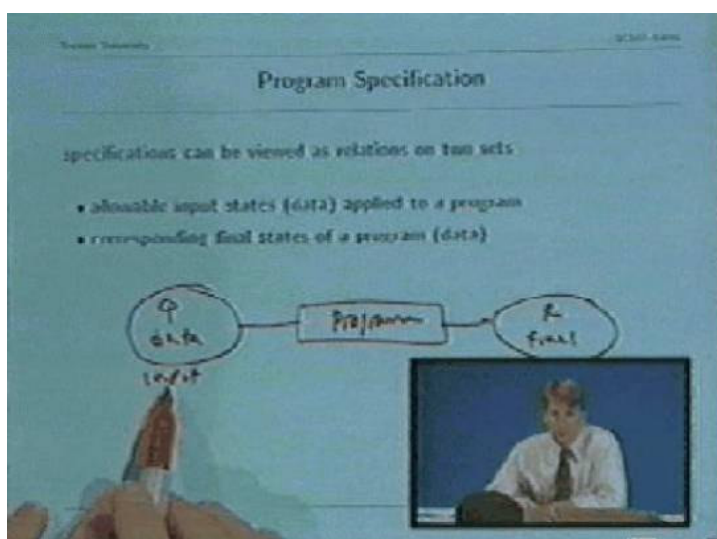 Program Specification
specifications can be viewed as relations on two sets
• allowable input states (data) applied to a program
• corresponding final states of a program (data)
Q
data
Program
R
final
input